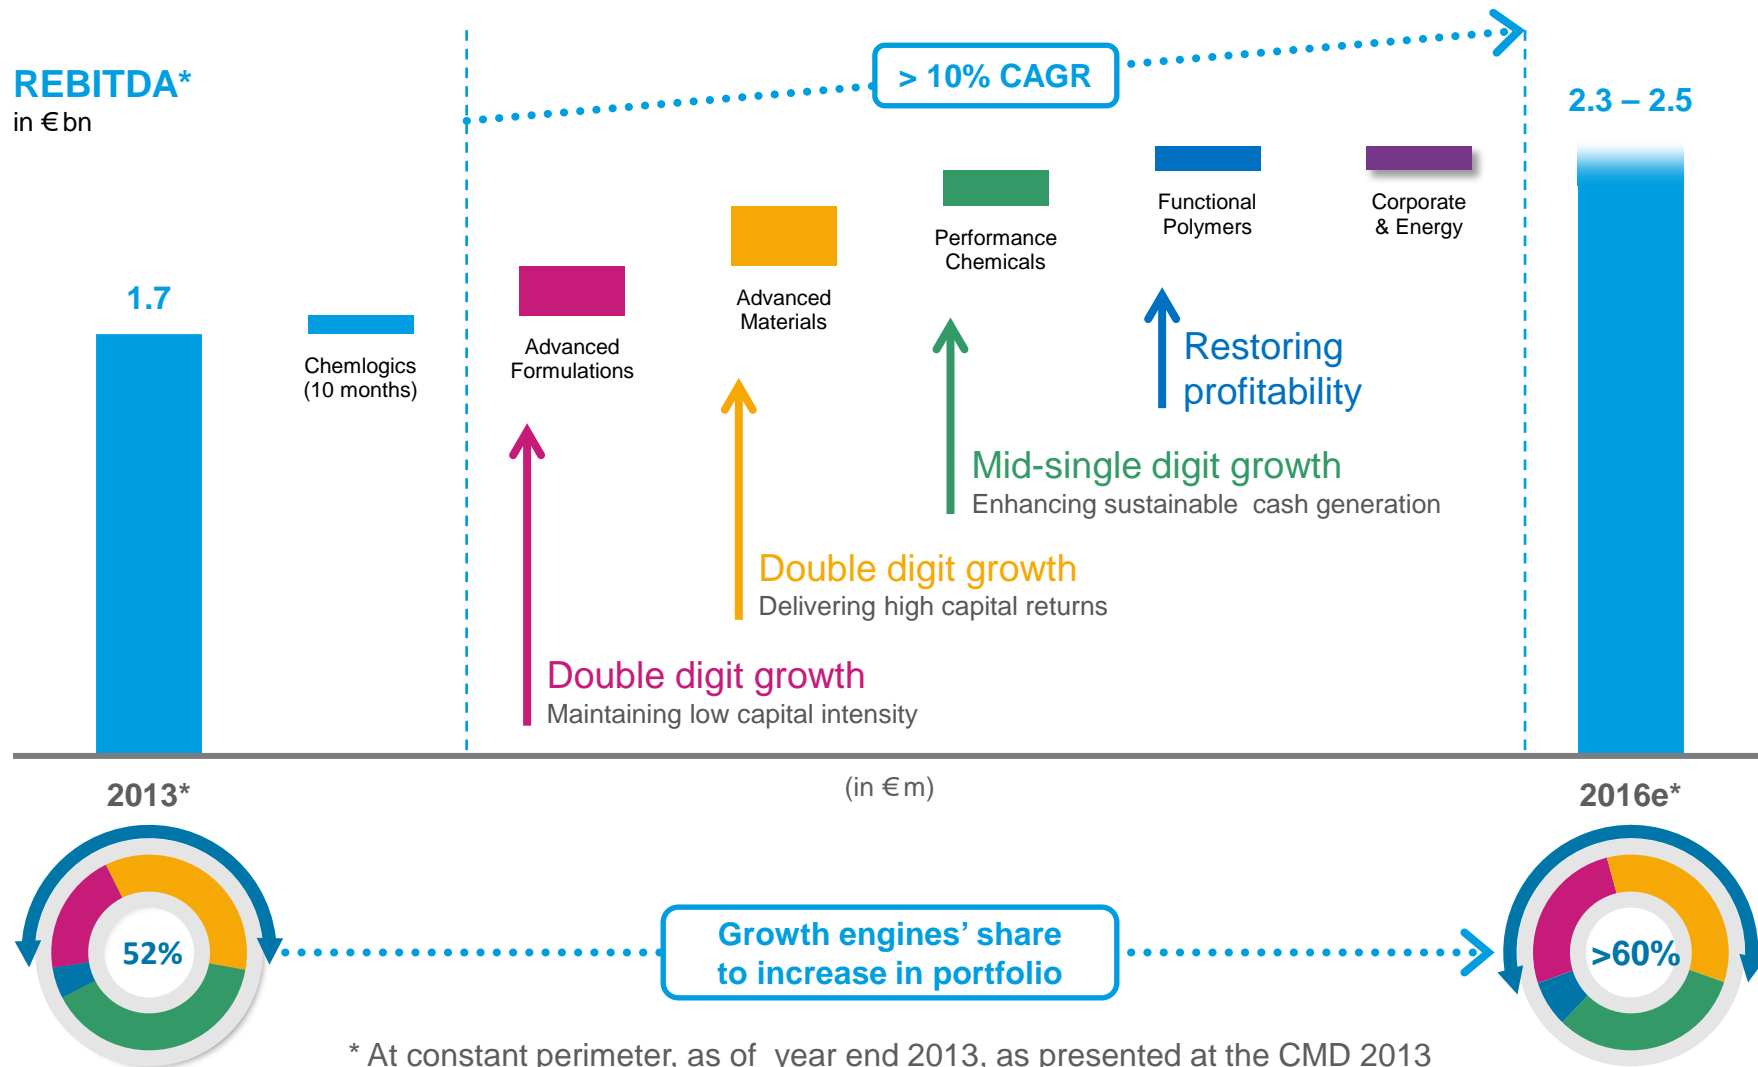 REBITDA*
in € bn
> 10% CAGR
2.3 – 2.5
1.7
Chemlogics
(10 months)
Advanced
Formulations
Advanced
Materials
Performance
Chemicals
Functional
Polymers
Corporate
& Energy
Restoring
profitability
Mid-single digit growth
Enhancing sustainable cash generation
Double digit growth
Delivering high capital returns
Double digit growth
Maintaining low capital intensity
2013*
(in € m)
2016e*
52%
Growth engines’ share
to increase in portfolio
>60%
* At constant perimeter, as of year end 2013, as presented at the CMD 2013